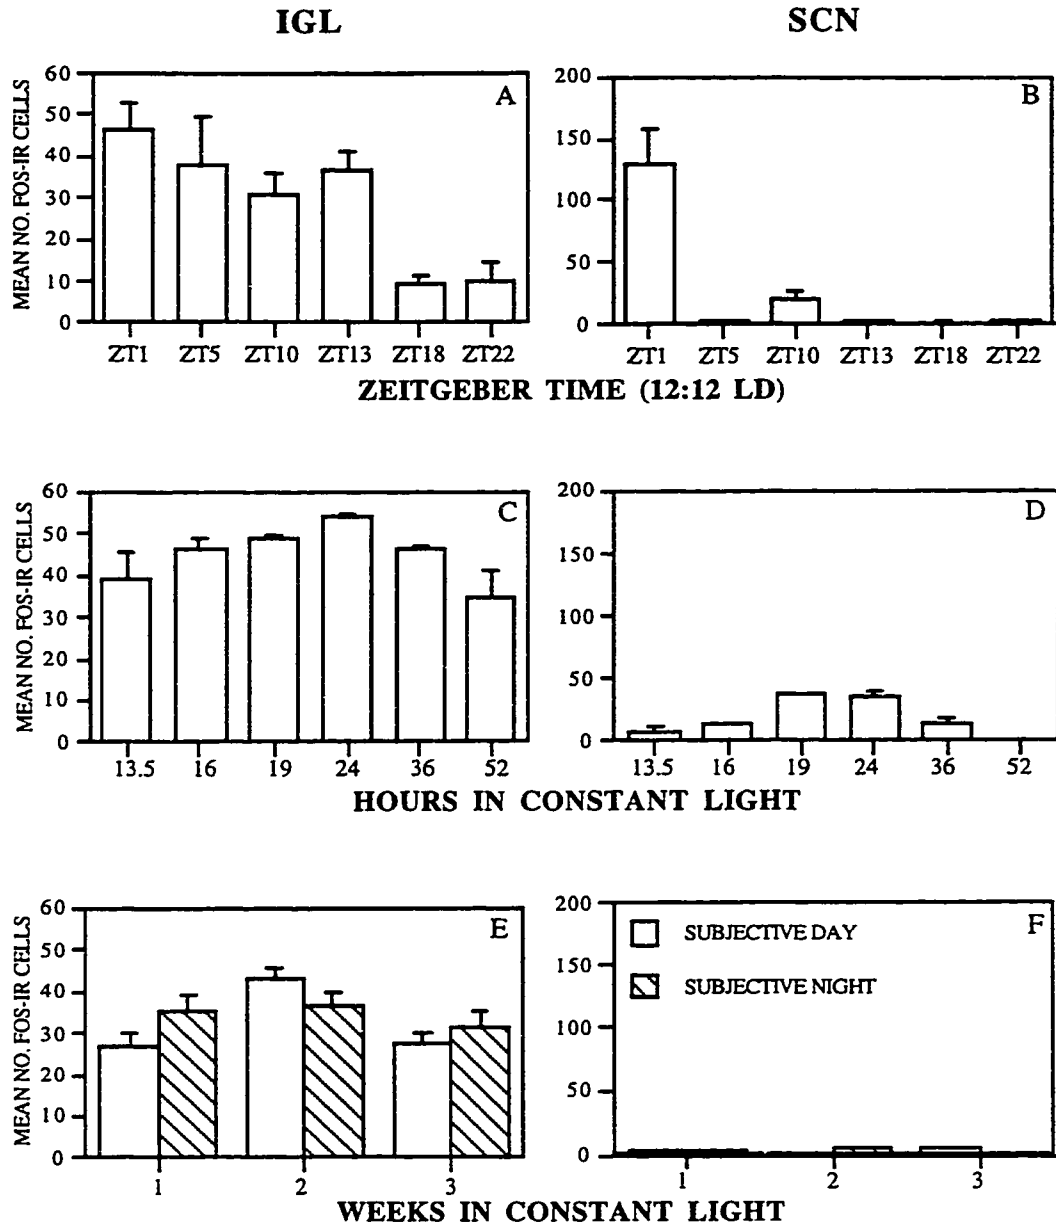 IGL SCN
A
B
MEAN NO. FOS-IR CELLS
60
50
40
30
20
10
0
200
150
100
50
0
ZT1 ZT5 ZT10 ZT13 ZT18 ZT22
ZT1 ZT5 ZT10 ZT13 ZT18 ZT22
ZEITGEBER TIME (12:12 LD)
C
D
MEAN NO. FOS-IR CELLS
60
50
40
30
20
10
0
200
150
100
50
0
13.5 16 19 24 36 52
13.5 16 19 24 36 52
HOURS IN CONSTANT LIGHT
E
F
MEAN NO. FOS-IR CELLS
60
50
40
30
20
10
0
200
150
100
50
0
SUBJECTIVE DAY
SUBJECTIVE NIGHT
1 2 3
1 2 3
WEEKS IN CONSTANT LIGHT